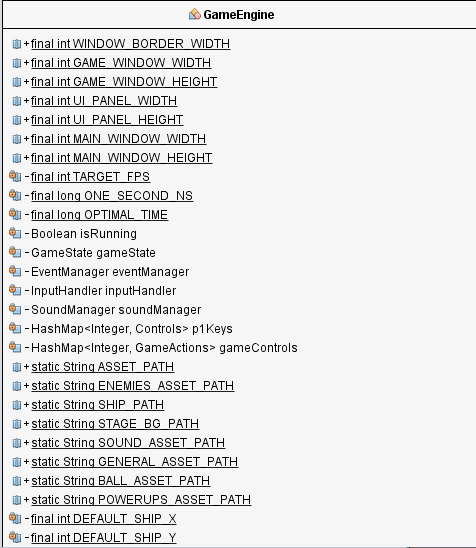 GameEngine
+final int WINDOW_BORDER_WIDTH
+final int GAME_WINDOW_WIDTH
+final int GAME_WINDOW_HEIGHT
+final int UI_PANEL_WIDTH
+final int UI_PANEL_HEIGHT
+final int MAIN_WINDOW_WIDTH
+final int MAIN_WINDOW_HEIGHT
-final int TARGET_FPS
-final long ONE_SECOND_NS
-final long OPTIMAL_TIME
-Boolean isRunning
-GameState gameState
-EventManager eventManager
-InputHandler inputHandler
-SoundManager soundManager
-HashMap<Integer, Controls> p1Keys
-HashMap<Integer, GameActions> gameControls
+static String ASSET_PATH
+static String ENEMIES_ASSET_PATH
+static String SHIP_PATH
+static String STAGE_BG_PATH
+static String SOUND_ASSET_PATH
+static String GENERAL_ASSET_PATH
+static String BALL_ASSET_PATH
+static String POWERUPS_ASSET_PATH
-final int DEFAULT_SHIP_X
-final int DEFAULT_SHIP_Y